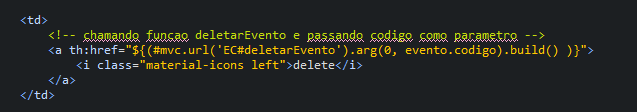 <td>
<!-- chamando funcao deletarEvento e passando codigo como parametro -->
<a th:href="${(#mvc.url('EC#deletarEvento').arg(0, evento.codigo).build() )}">
<i class="material-icons left">delete</i>
</a>
</td>